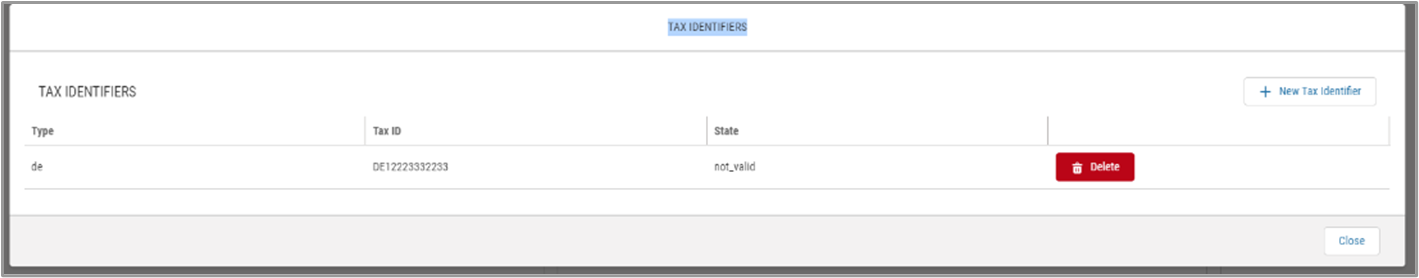 TAX IDENTIFIERS
TAX IDENTIFIERS
+ New Tax Identifier
Type Tax ID State
de DE12223332233 not_valid Delete
Close